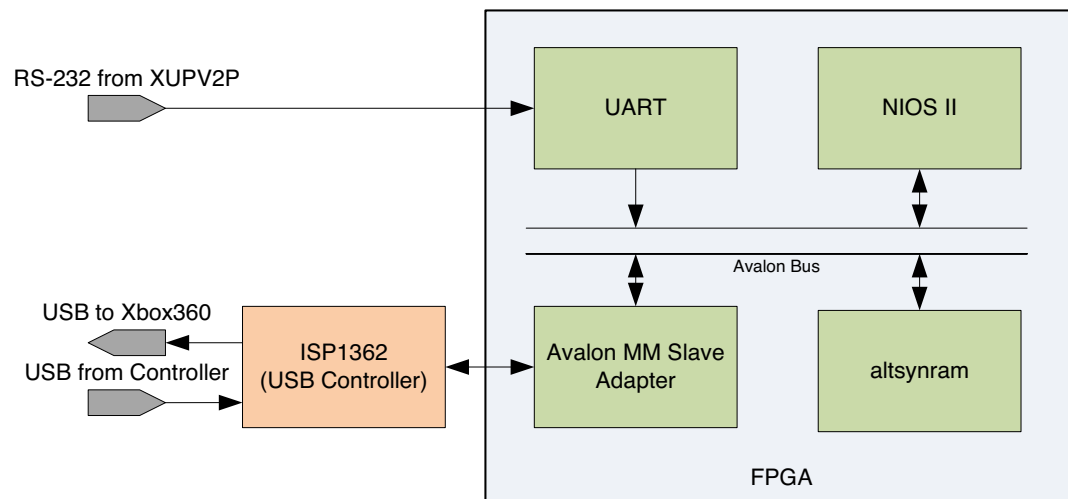 RS-232 from XUPV2P
UART
NIOS II
Avalon Bus
USB to Xbox360
USB from Controller
ISP1362
(USB Controller)
Avalon MM Slave
Adapter
altsynram
FPGA